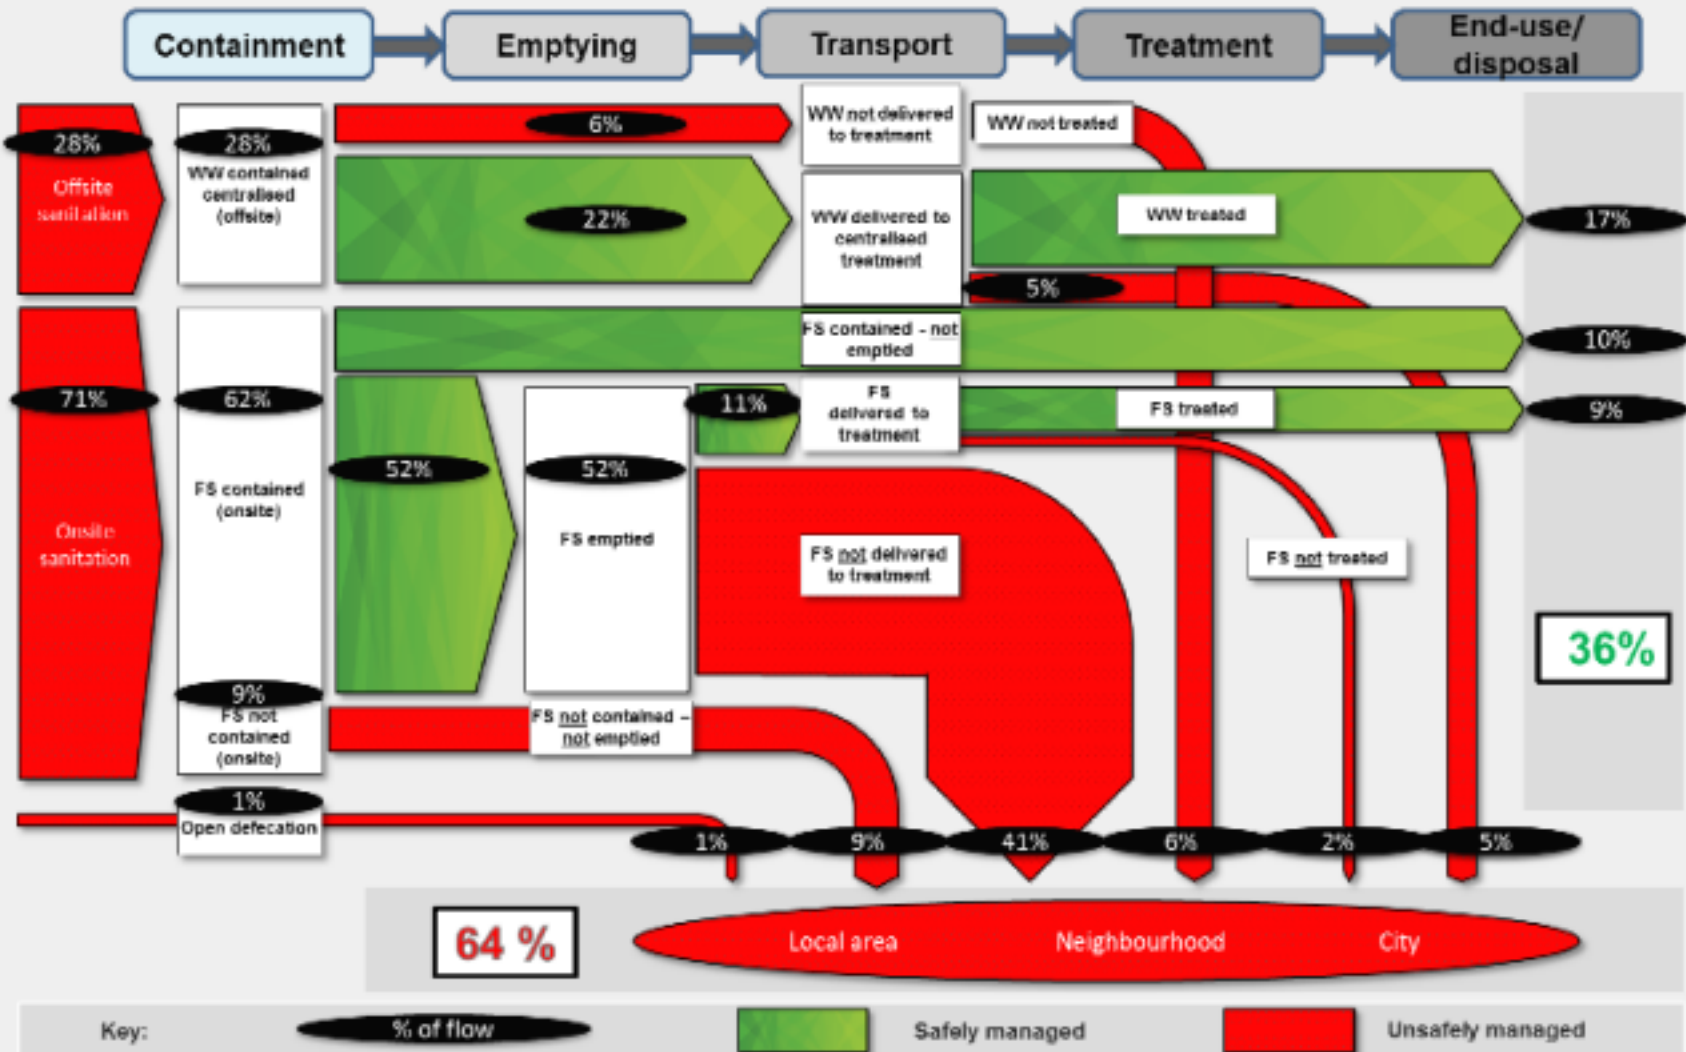 Containment
Emptying
Transport
Treatment
End-use/
disposal
28%
Offsite
sanitation
28%
WW contained
centralised
(offsite)
6%
22%
WW not delivered
to treatment
WW delivered to
centralised
treatment
WW not treated
WW treated
5%
17%
FS contained - not
emptied
10%
71%
Onsite
sanitation
62%
FS contained
(onsite)
52%
52%
FS emptied
11%
FS
delivered to
treatment
FS treated
9%
FS not delivered
to treatment
FS not treated
36%
9%
FS not
contained
(onsite)
FS not contained –
not emptied
1%
Open defecation
1%
9%
41%
6%
2%
5%
64 %
Local area
Neighbourhood
City
Key:
% of flow
Safely managed
Unsafely managed